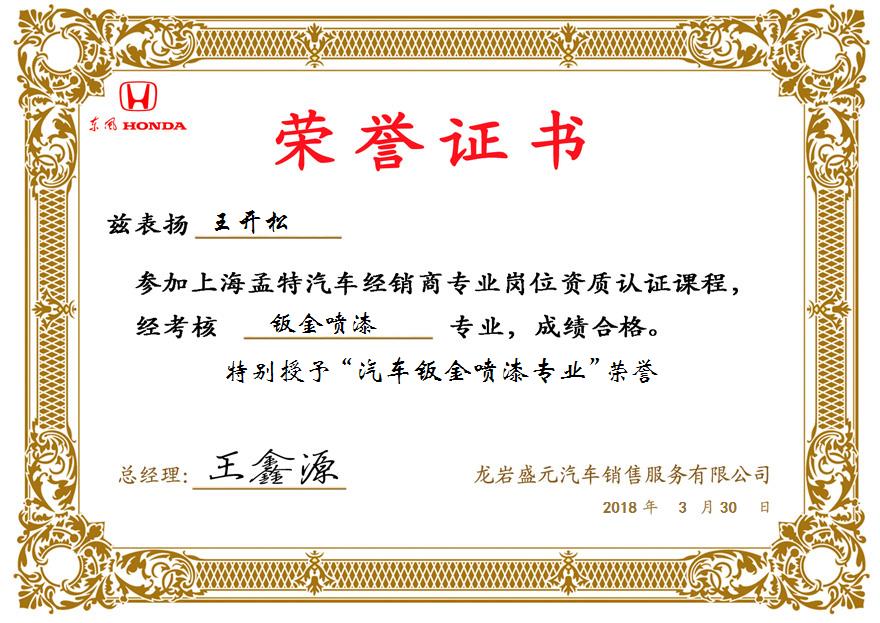 东风 HONDA
荣誉证书
兹表扬 王开松
参加上海孟特汽车经销商专业岗位资质认证课程，
经考核 钣金喷漆 专业，成绩合格。
特别授予“汽车钣金喷漆专业”荣誉
总经理: 王鑫源
龙岩盛元汽车销售服务有限公司
2018 年 3 月 30 日